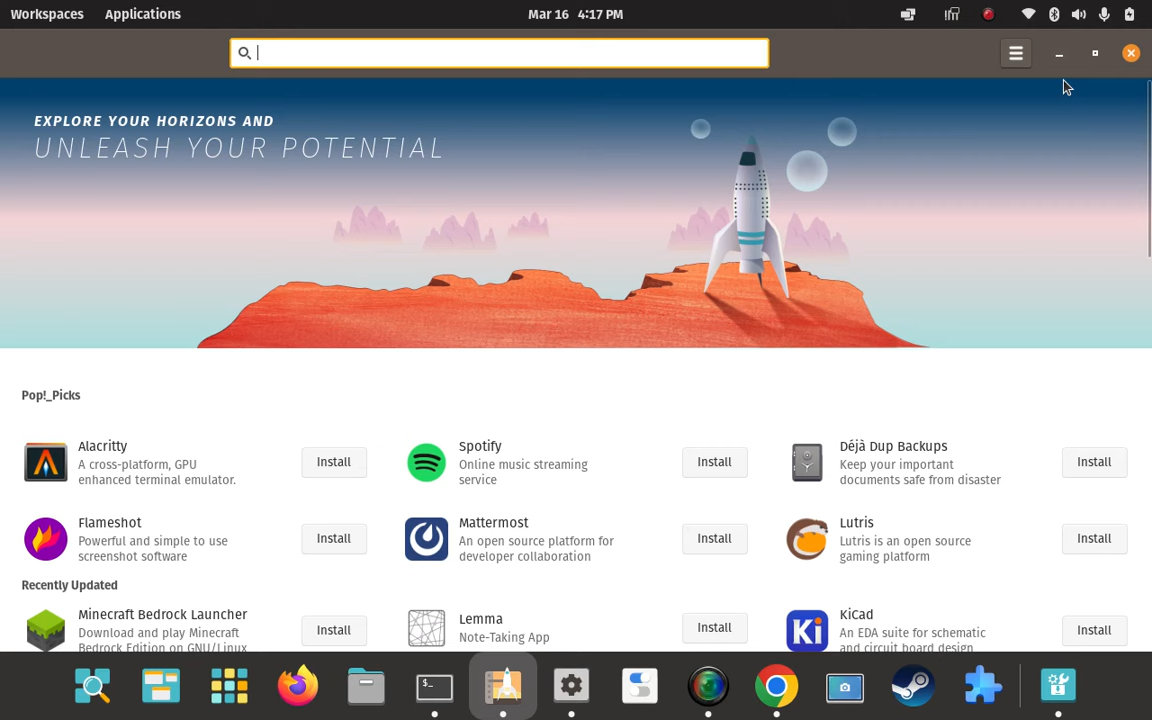 Workspaces Applications Mar 16 4:17 PM
EXPLORE YOUR HORIZONS AND
UNLEASH YOUR POTENTIAL
Pop!_Picks
Alacritty
A cross-platform, GPU
enhanced terminal emulator.
Install
Spotify
Online music streaming
service
Install
Déjà Dup Backups
Keep your important
documents safe from disaster
Install
Flameshot
Powerful and simple to use
screenshot software
Install
Mattermost
An open source platform for
developer collaboration
Install
Lutris
Lutris is an open source
gaming platform
Install
Recently Updated
Minecraft Bedrock Launcher
Download and play Minecraft
Bedrock Edition on GNU/Linux
Install
Lemma
Note-Taking App
Install
Ki
KiCad
An EDA suite for schematic
and circuit board design
Install
$_